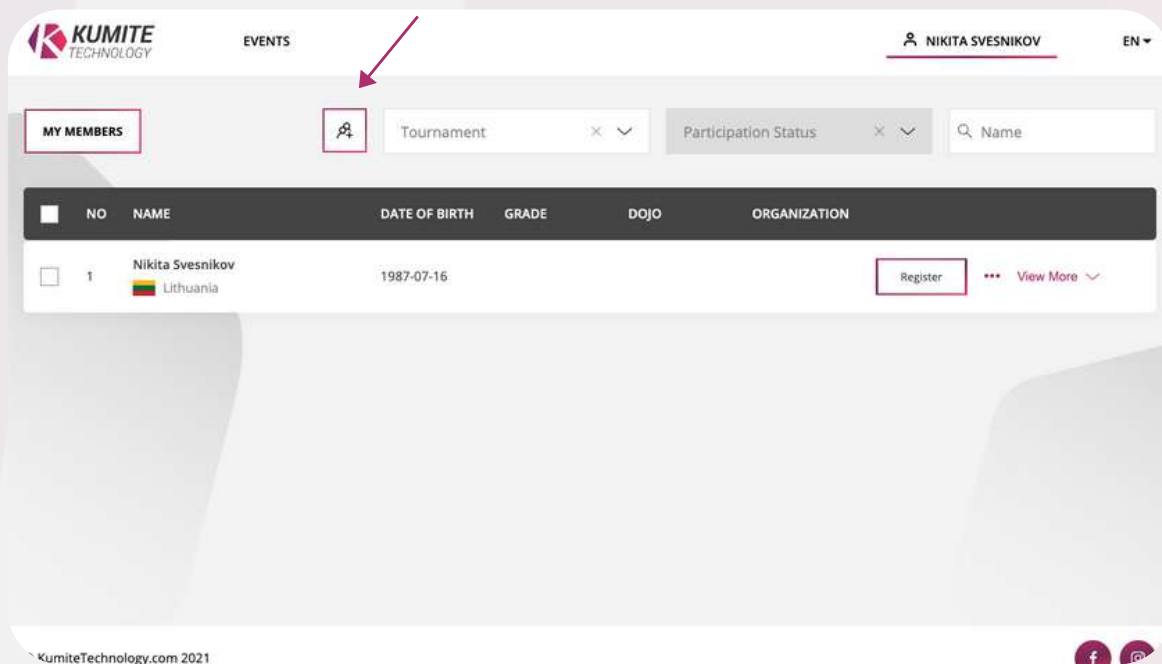 KUMITE
TECHNOLOGY
EVENTS
NIKITA SVESNIKOV
EN
MY MEMBERS
Tournament
Participation Status
Name
NO NAME DATE OF BIRTH GRADE DOJO ORGANIZATION
1 Nikita Svesnikov 1987-07-16 Register View More
Lithuania
KumiteTechnology.com 2021